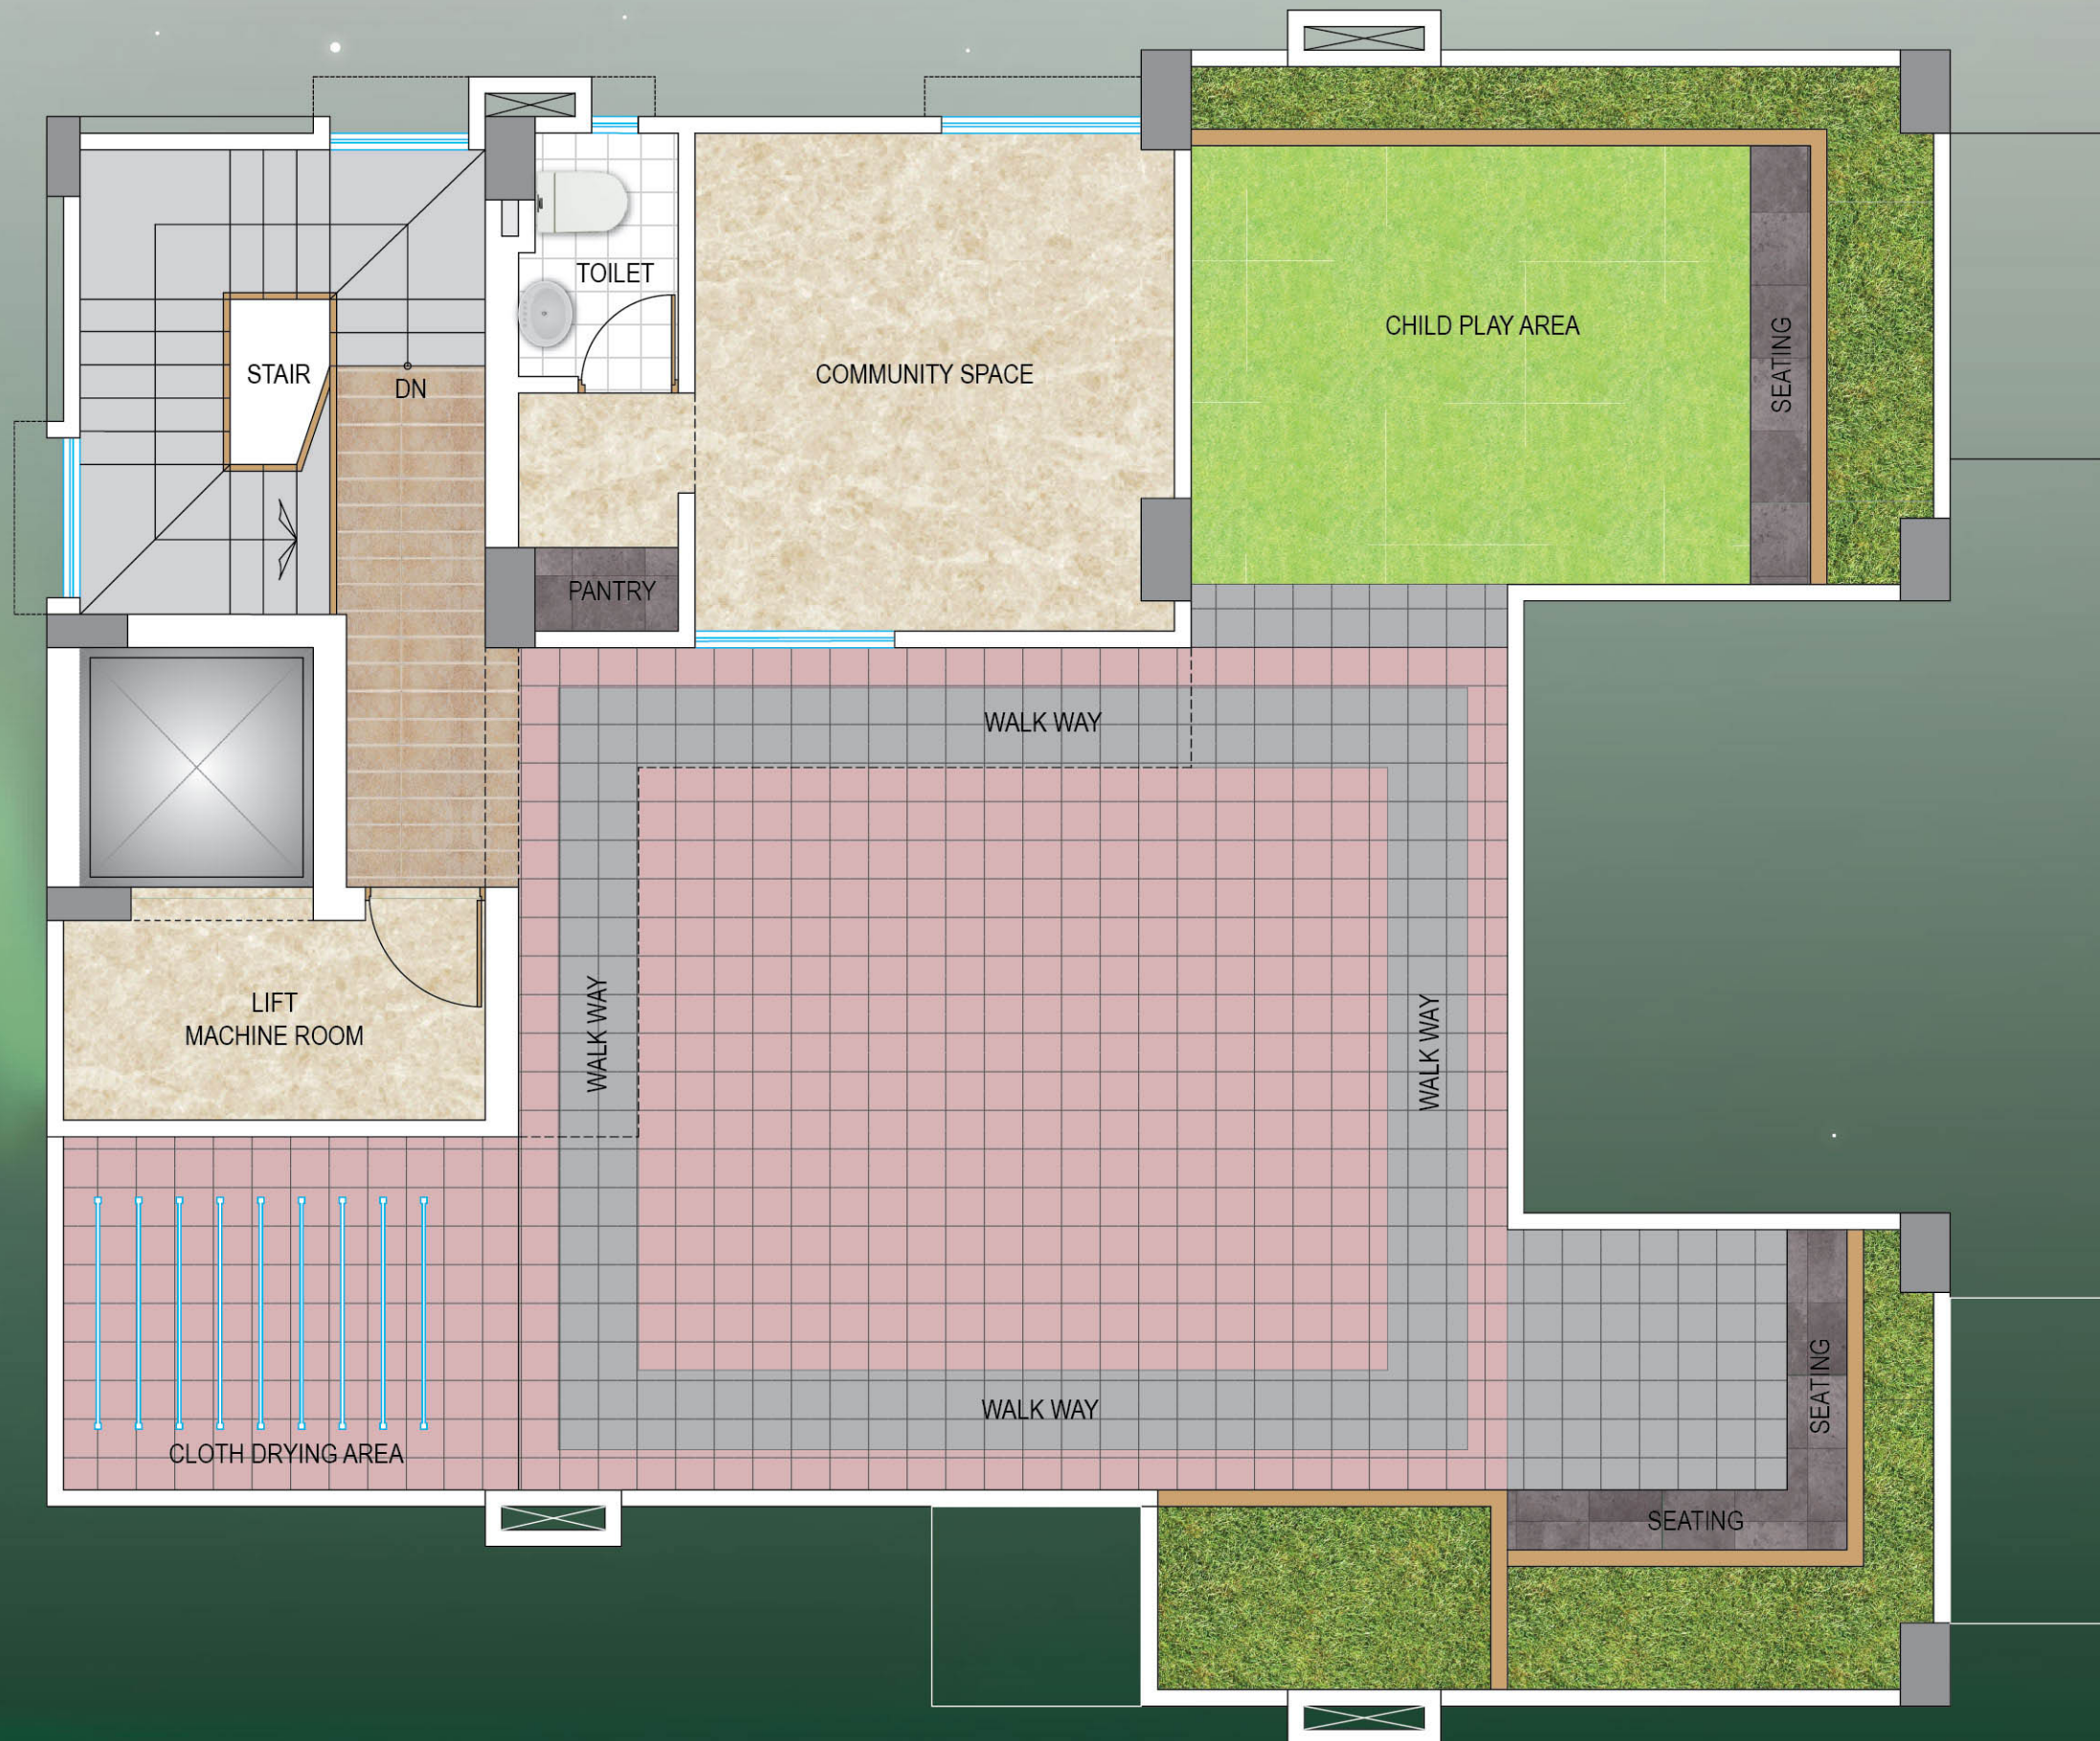 TOILET
STAIR
DN
COMMUNITY SPACE
CHILD PLAY AREA
SEATING
PANTRY
WALK WAY
LIFT
MACHINE ROOM
WALK WAY
WALK WAY
CLOTH DRYING AREA
WALK WAY
SEATING
SEATING